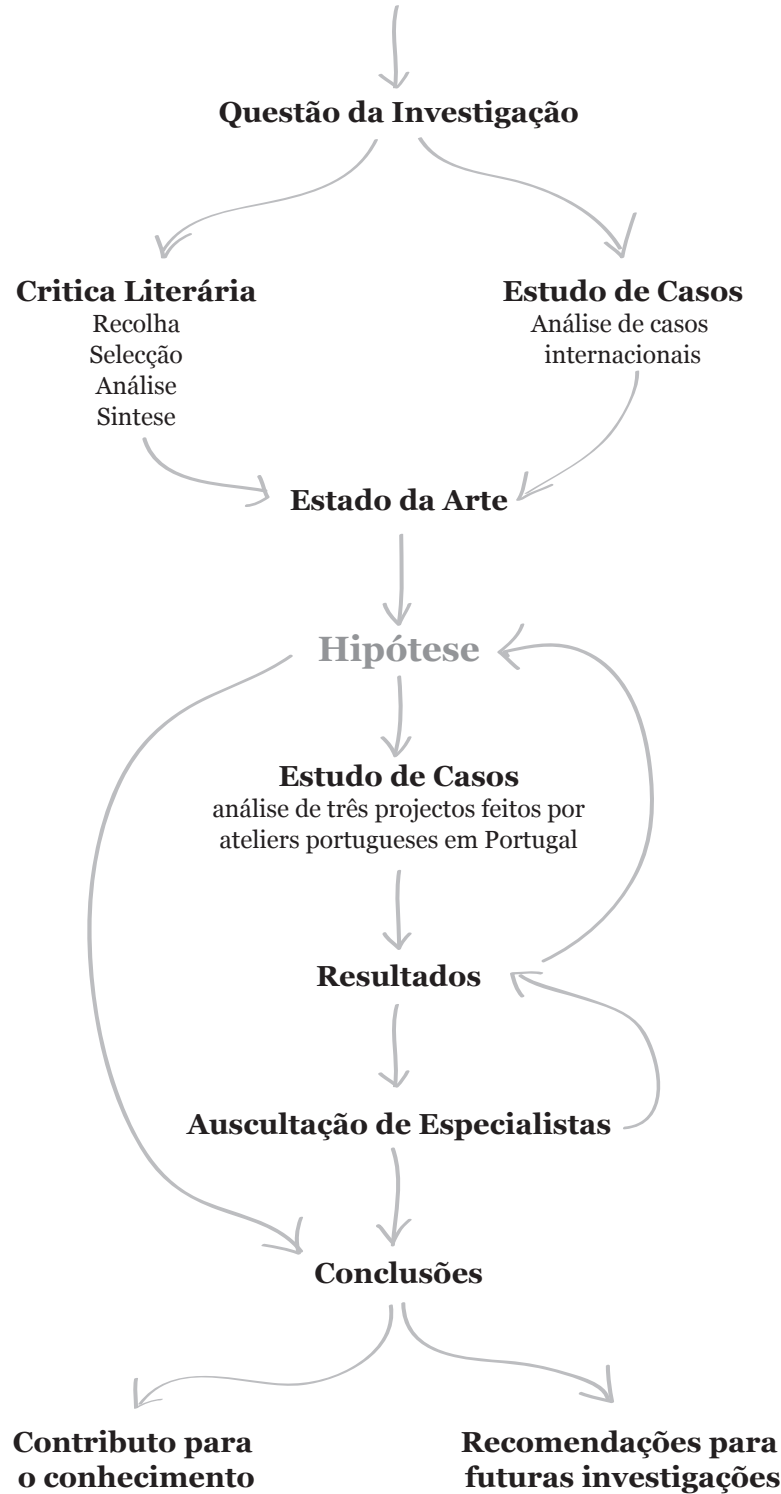 Questão da Investigação
Critica Literária
Recolha
Selecção
Análise
Sintese
Estudo de Casos
Análise de casos
internacionais
Estado da Arte
Hipótese
Estudo de Casos
análise de três projectos feitos por
ateliers portugueses em Portugal
Resultados
Auscultação de Especialistas
Conclusões
Contributo para
o conhecimento
Recomendações para
futuras investigações